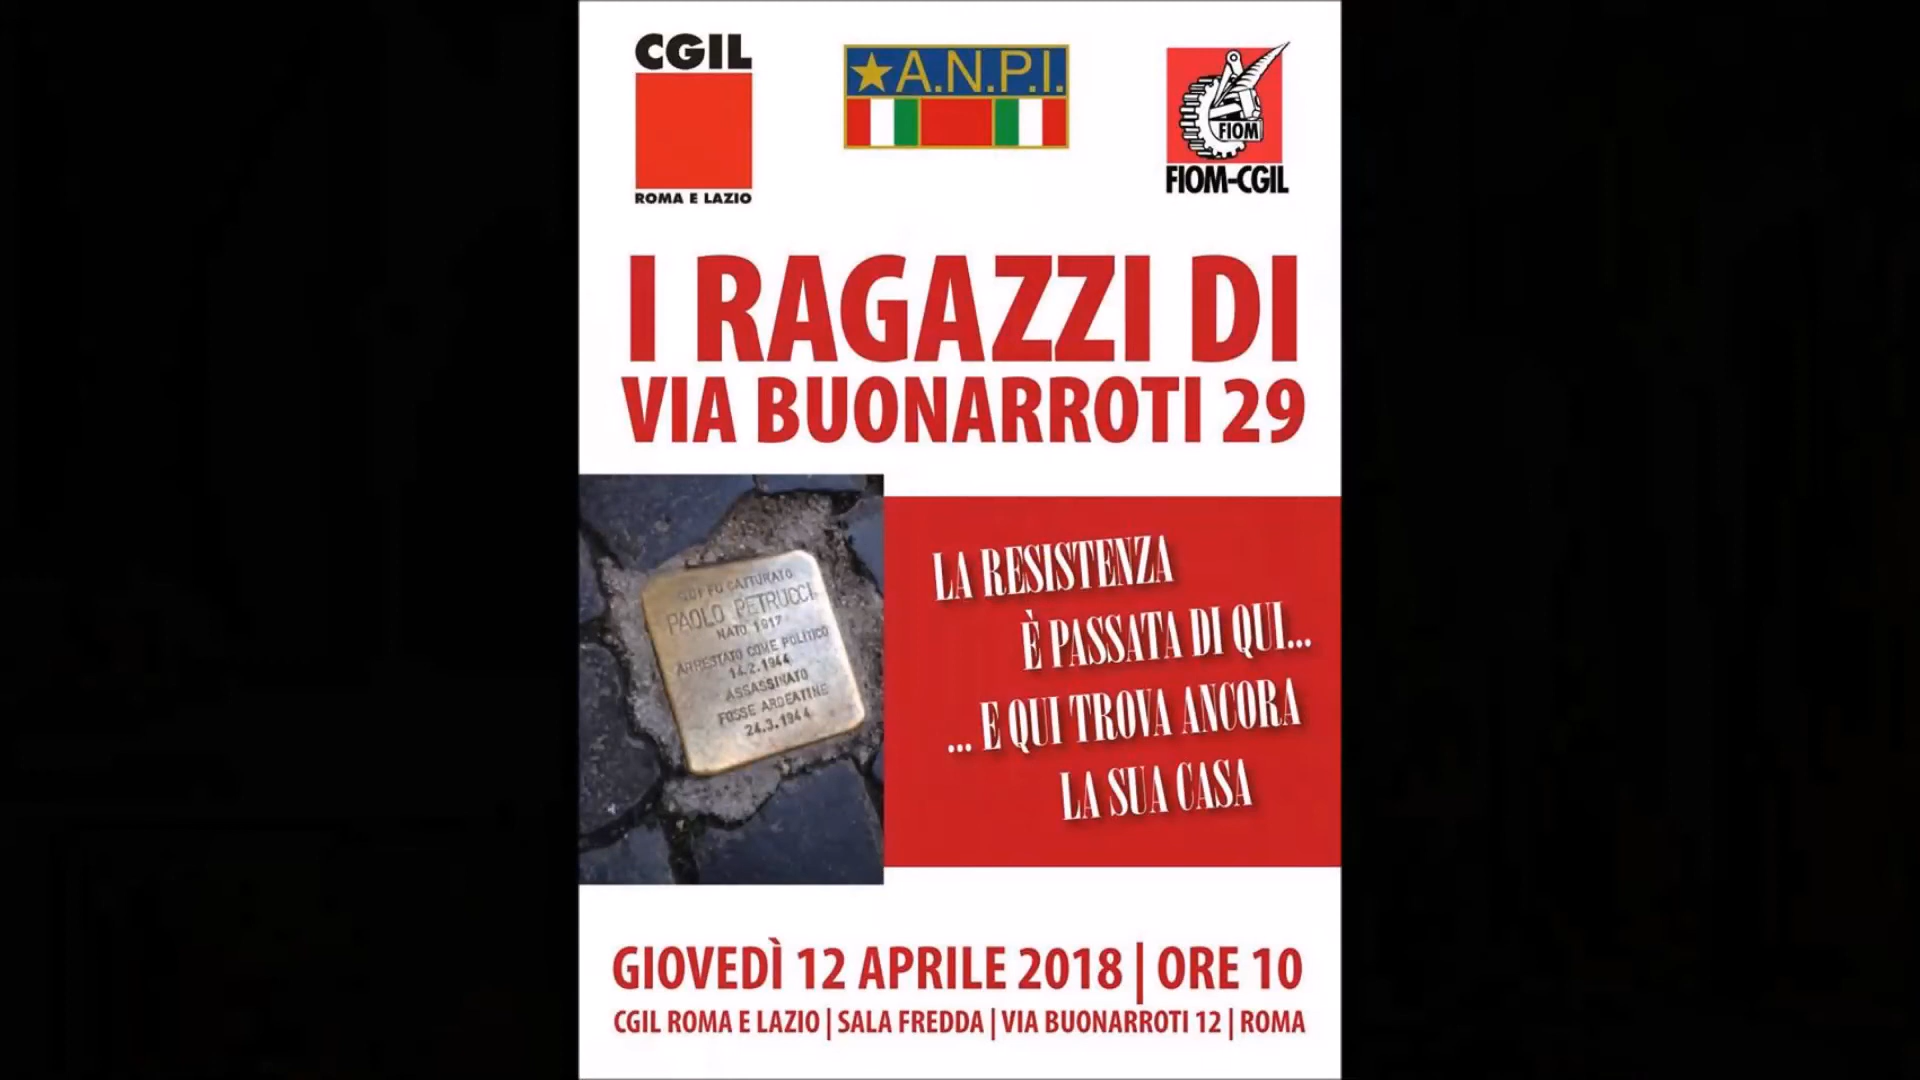 CGIL
ROMA E LAZIO
A.N.P.I.
FIOM
FIOM-CGIL
I RAGAZZI DI
VIA BUONARROTI 29
QUI FU CATTURATO
PAOLO PETRUCCI
NATO 1917
ARRESTATO COME POLITICO
14.2.1944
ASSASSINATO
FOSSE ARDEATINE
24.3.1944
LA RESISTENZA
È PASSATA DI QUI...
... E QUI TROVA ANCORA
LA SUA CASA
GIOVEDÌ 12 APRILE 2018 | ORE 10
CGIL ROMA E LAZIO | SALA FREDDA | VIA BUONARROTI 12 | ROMA